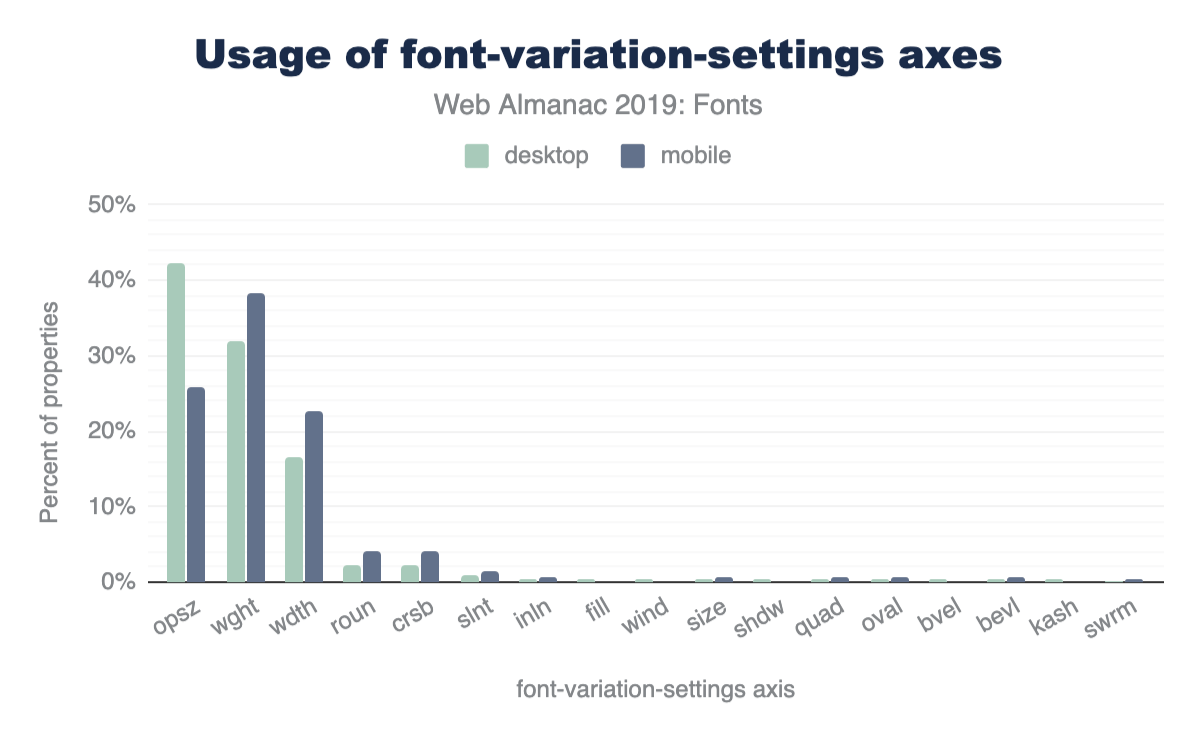 Usage of font-variation-settings axes
Web Almanac 2019: Fonts
desktop mobile
50%
40%
30%
20%
10%
0%
Percent of properties
opsz wght wdth roun crsb slnt inln fill wind size shdw quad oval bvel bevl kash swrm
font-variation-settings axis